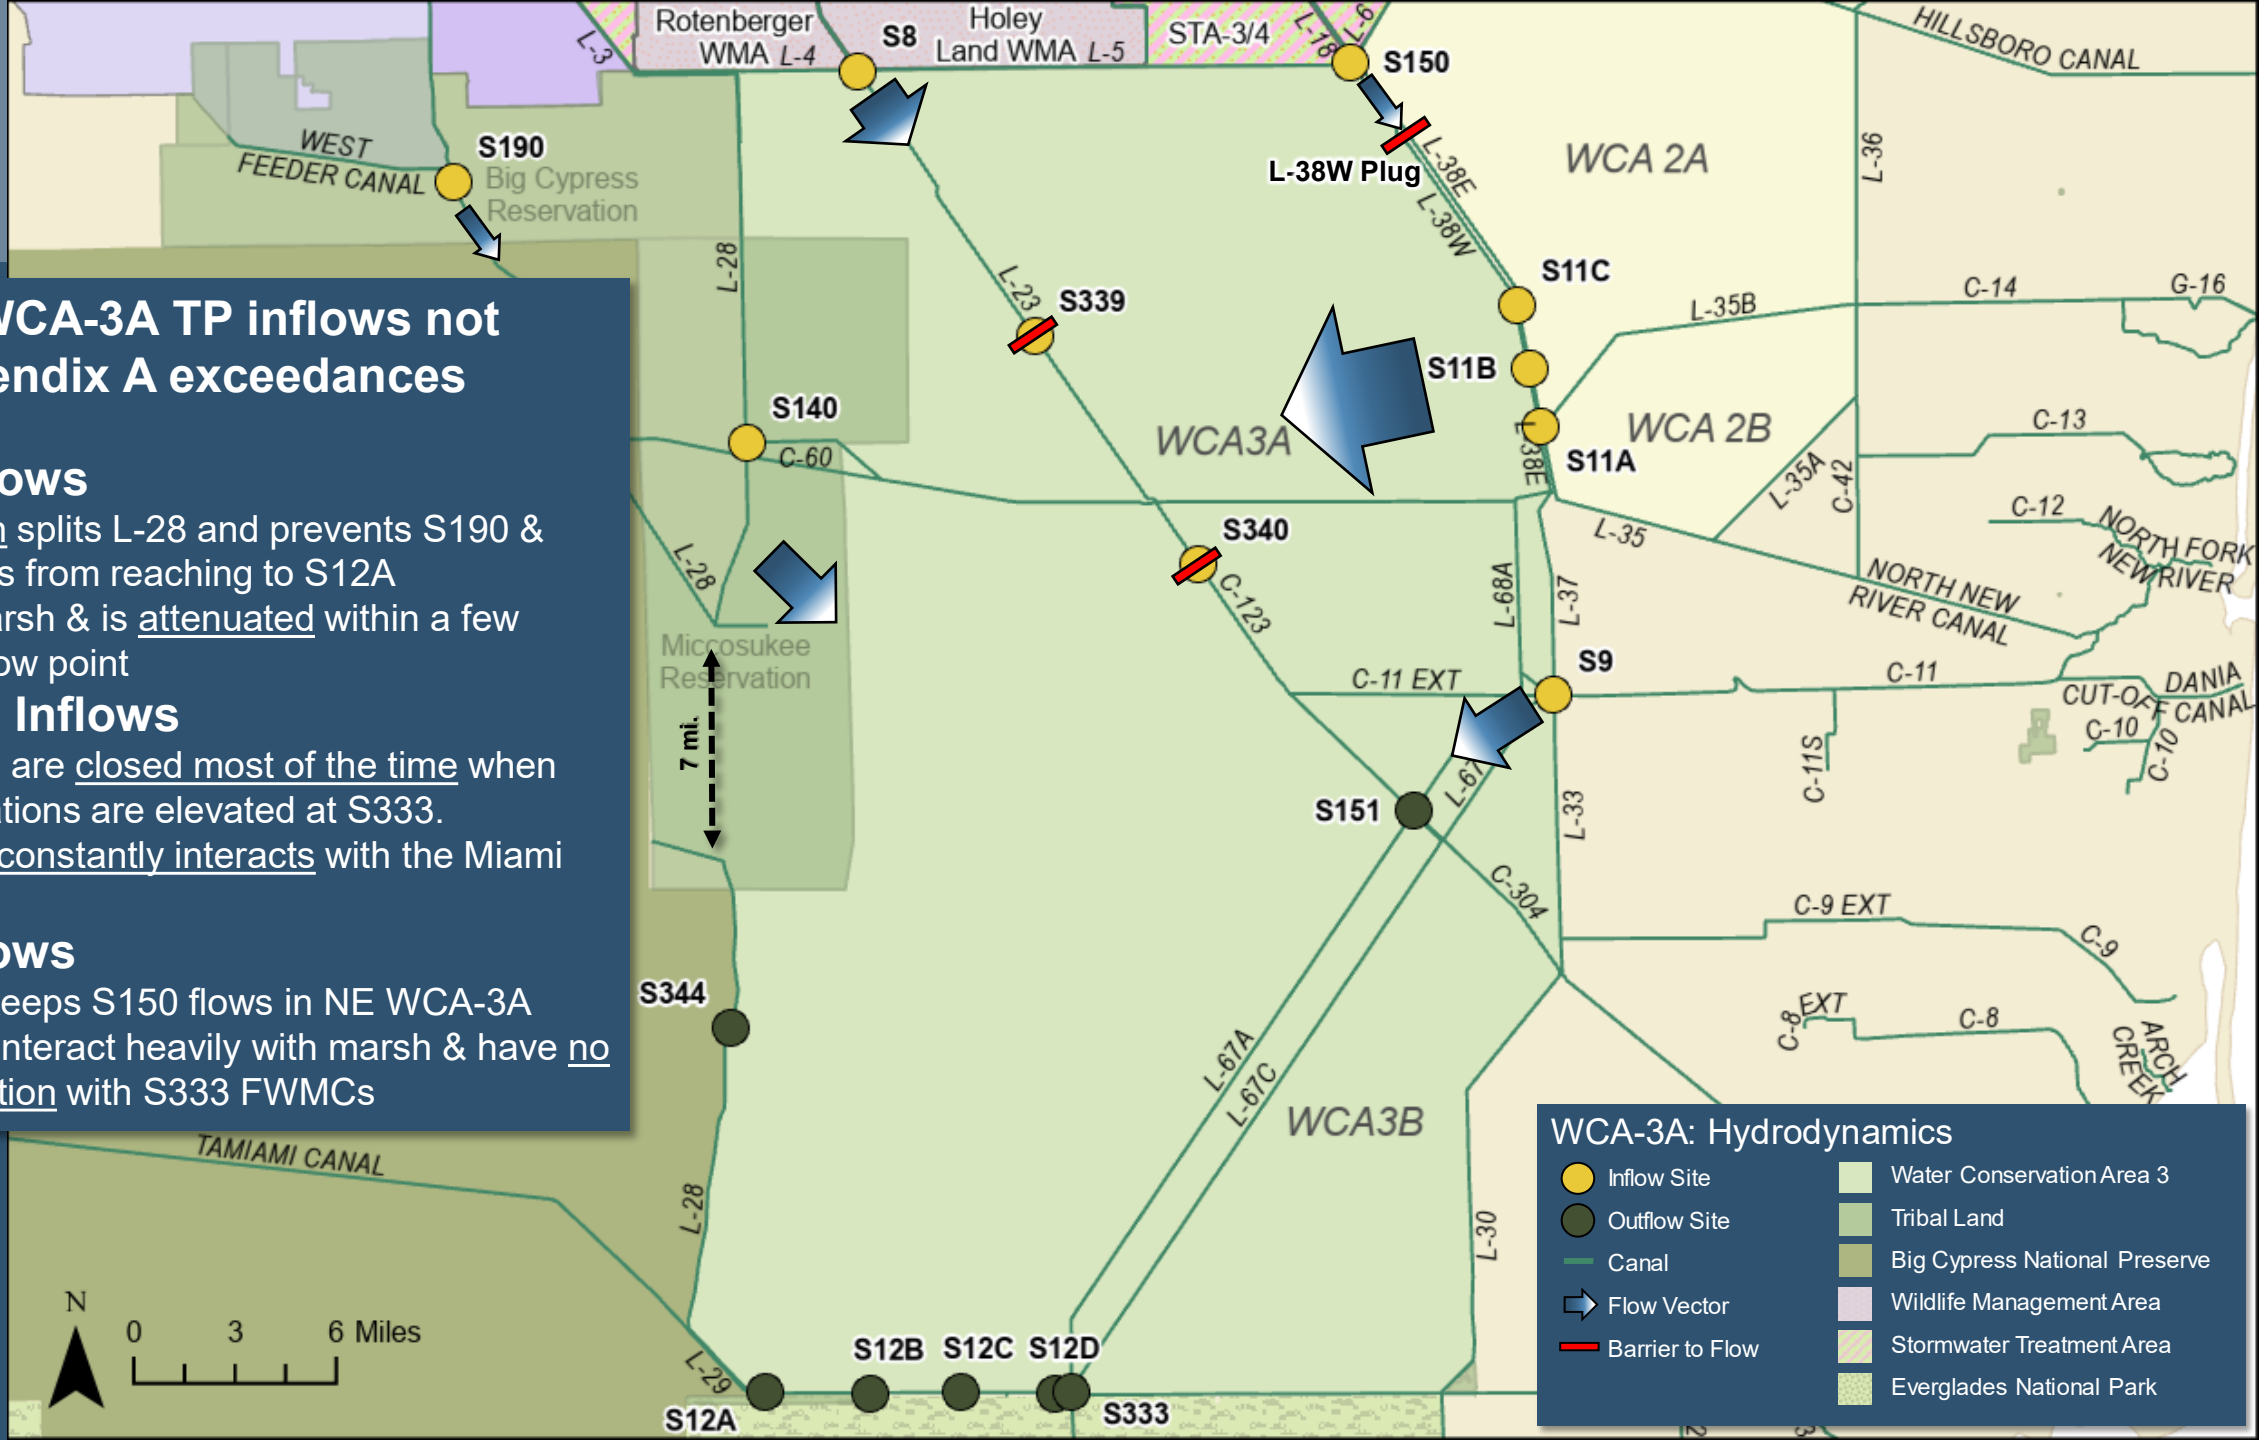 Rotenberger
WMA
L-4
S8
Holey
Land WMA
L-5
STA-3/4
L-18
L-6
S150
HILLSBORO CANAL
L-3
WEST
FEEDER CANAL
S190
Big Cypress
Reservation
L-38W Plug
L-38E
L-38W
WCA 2A
L-36
L-28
L-23
S339
S11C
L-35B
C-14
G-16
WCA-3A TP inflows not
endix A exceedances
ows
splits L-28 and prevents S190 &
s from reaching to S12A
arsh & is attenuated within a few
ow point
Inflows
are closed most of the time when
ations are elevated at S333.
constantly interacts with the Miami
ows
eeps S150 flows in NE WCA-3A
nteract heavily with marsh & have no
tion with S333 FWMCs
S140
C-60
WCA3A
S11B
S11A
L-38E
WCA 2B
C-13
L-35A
C-42
C-12
NORTH FORK
NEW RIVER
L-35
NORTH NEW
RIVER CANAL
S340
C-123
L-68A
L-37
L-28
Miccosukee
Reservation
7 mi.
C-11 EXT
S9
C-11
DANIA
CUT-OFF CANAL
C-10
C-10
C-11S
L-67
S151
L-33
C-304
C-9 EXT
C-9
S344
C-8
EXT
C-8
ARCH
CREEK
L-67A
L-67C
WCA3B
L-30
TAMIAMI CANAL
L-28
N
0 3 6 Miles
L-29
S12A
S12B
S12C
S12D
S333
WCA-3A: Hydrodynamics
Inflow Site
Outflow Site
Canal
Flow Vector
Barrier to Flow
Water Conservation Area 3
Tribal Land
Big Cypress National Preserve
Wildlife Management Area
Stormwater Treatment Area
Everglades National Park